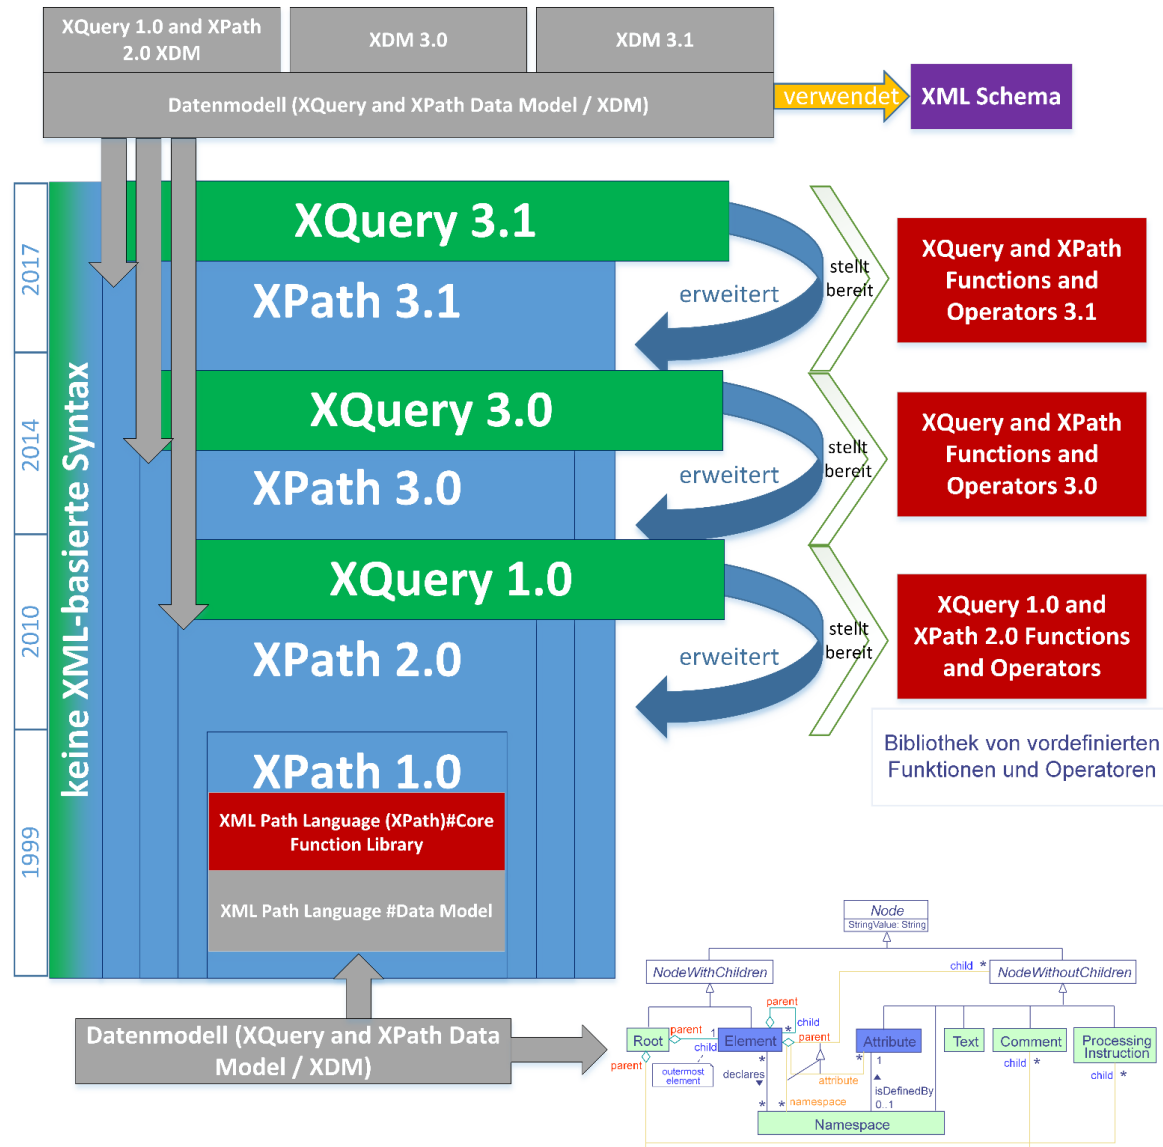 XQuery 1.0 and XPath
2.0 XDM
XDM 3.0
XDM 3.1
Datenmodell (XQuery and XPath Data Model / XDM)
verwendet
XML Schema
2017
2014
2010
1999
keine XML-basierte Syntax
XQuery 3.1
XPath 3.1
erweitert
stellt
bereit
XQuery and XPath
Functions and
Operators 3.1
XQuery 3.0
XPath 3.0
erweitert
stellt
bereit
XQuery and XPath
Functions and
Operators 3.0
XQuery 1.0
XPath 2.0
erweitert
stellt
bereit
XQuery 1.0 and
XPath 2.0 Functions
and Operators
Bibliothek von vordefinierten
Funktionen und Operatoren
XPath 1.0
XML Path Language (XPath)#Core
Function Library
XML Path Language #Data Model
Datenmodell (XQuery and XPath Data
Model / XDM)
Node
StringValue: String
NodeWithChildren
child *
NodeWithoutChildren
parent
child
*
Root
parent
1
child
Element
parent
Attribute
Text
Comment
Processing
Instruction
parent
outermost
element
declares
attribute
*
1
child *
child *
isDefinedBy
0..1
namespace
*
*
Namespace